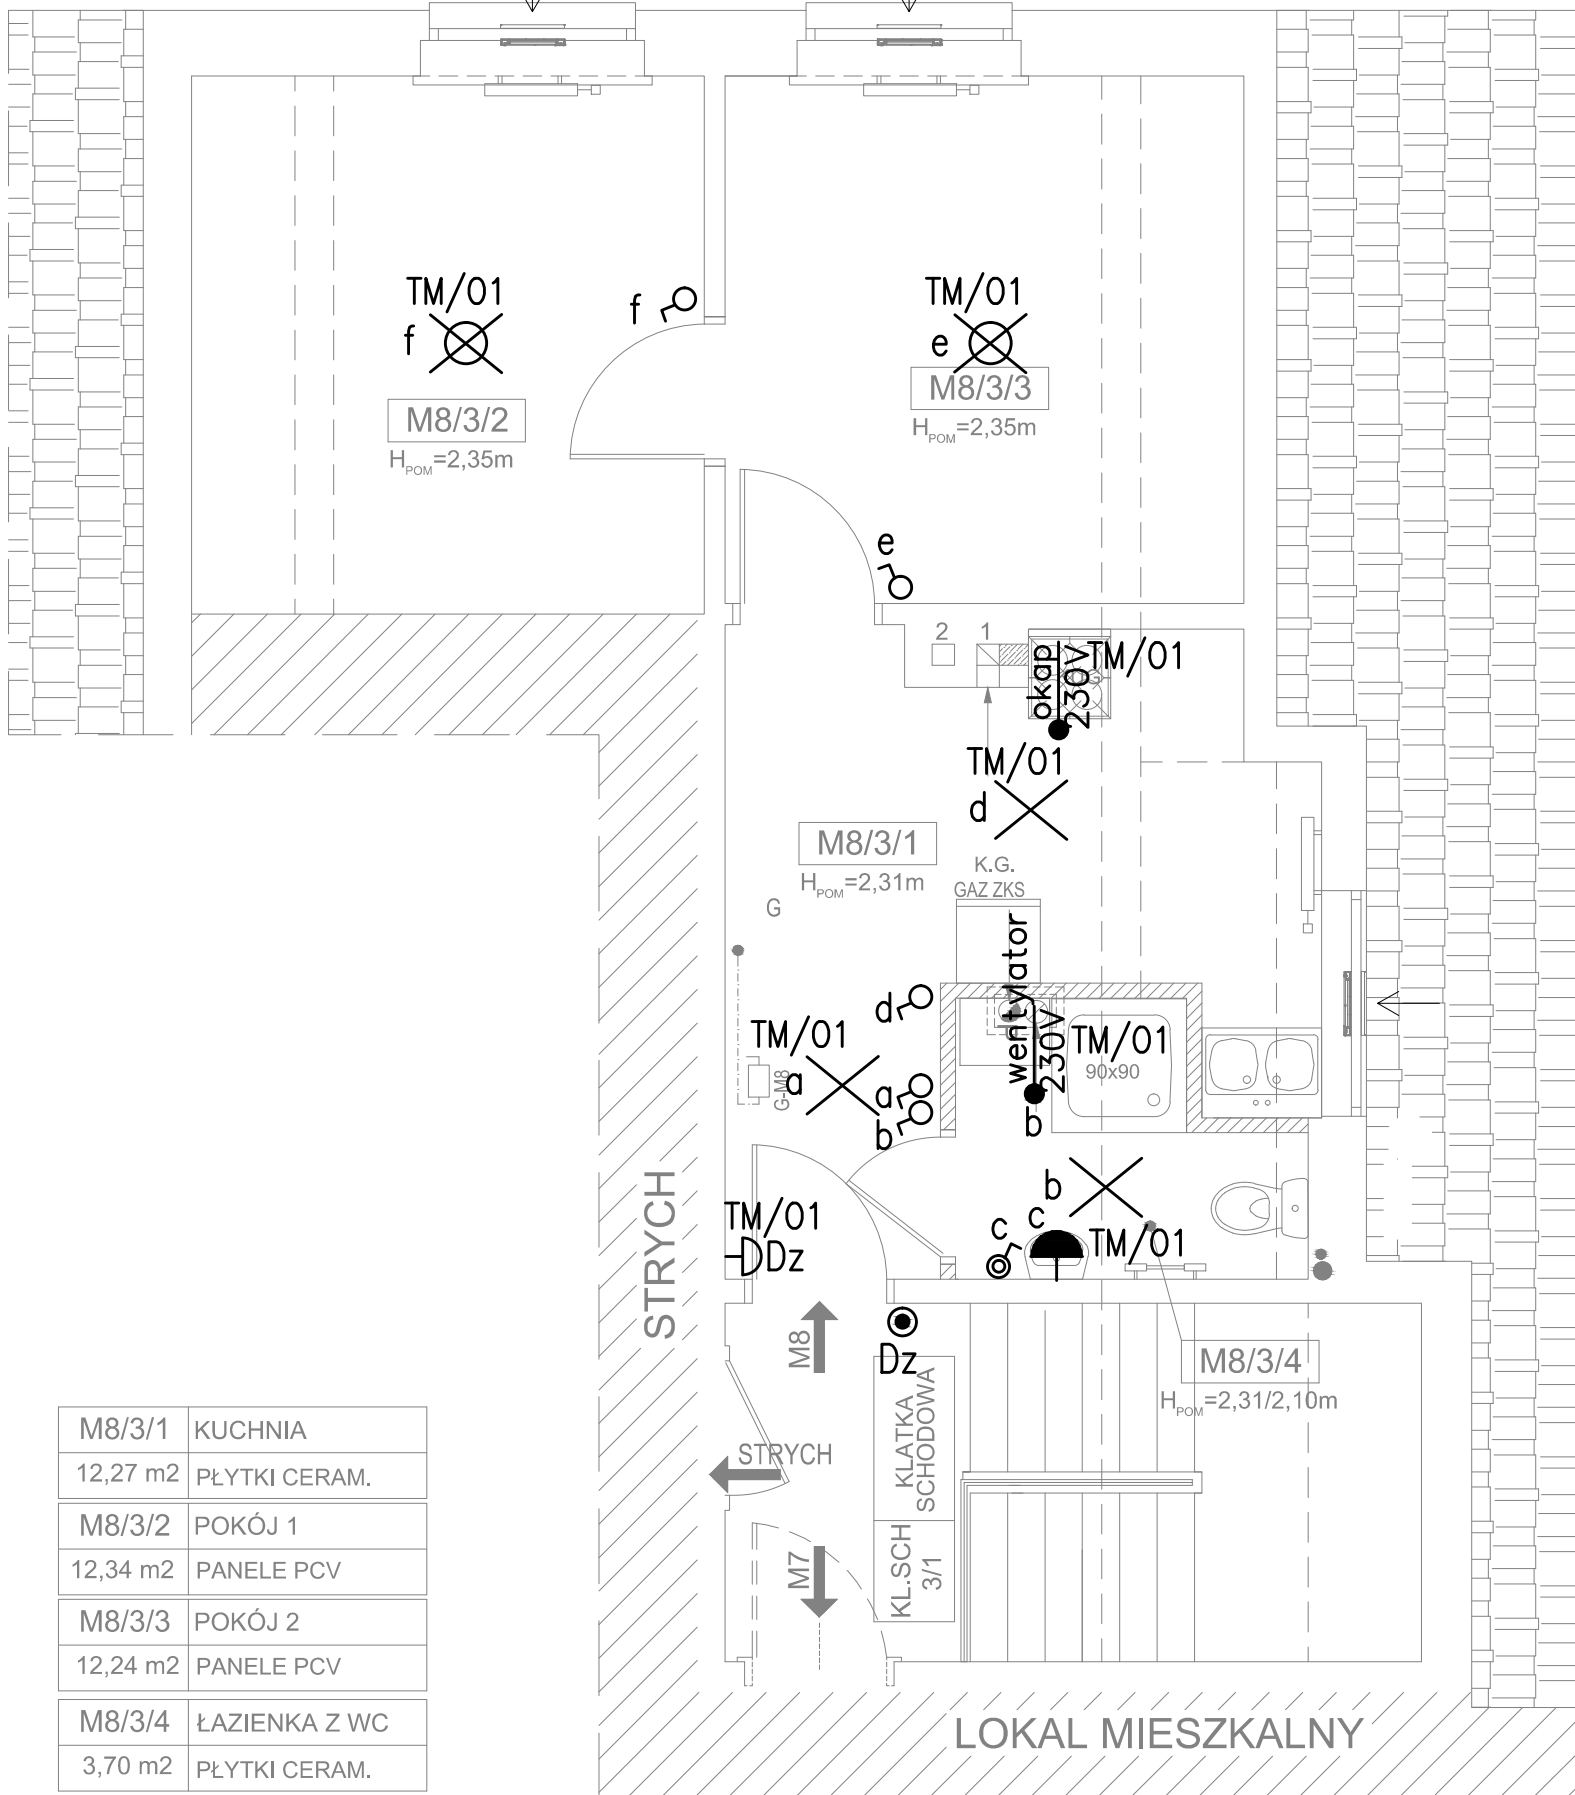 TM/01
f
f
M8/3/2
HPOM=2,35m
TM/01
e
M8/3/3
HPOM=2,35m
e
2
1
okap
230V
TM/01
TM/01
d
M8/3/1
HPOM=2,31m
K.G.
GAZ ZKS
G
wentylator
230V
b
d
TM/01
a
G-M8
a
b
TM/01
90x90
b
c
c
TM/01
TM/01
Dz
STRYCH
M8
Dz
M8/3/4
HPOM=2,31/2,10m
KLATKA
SCHODOWA
STRYCH
KL.SCH
3/1
M7
LOKAL MIESZKALNY
M8/3/1 KUCHNIA
12,27 m2 PŁYTKI CERAM.
M8/3/2 POKÓJ 1
12,34 m2 PANELE PCV
M8/3/3 POKÓJ 2
12,24 m2 PANELE PCV
M8/3/4 ŁAZIENKA Z WC
3,70 m2 PŁYTKI CERAM.